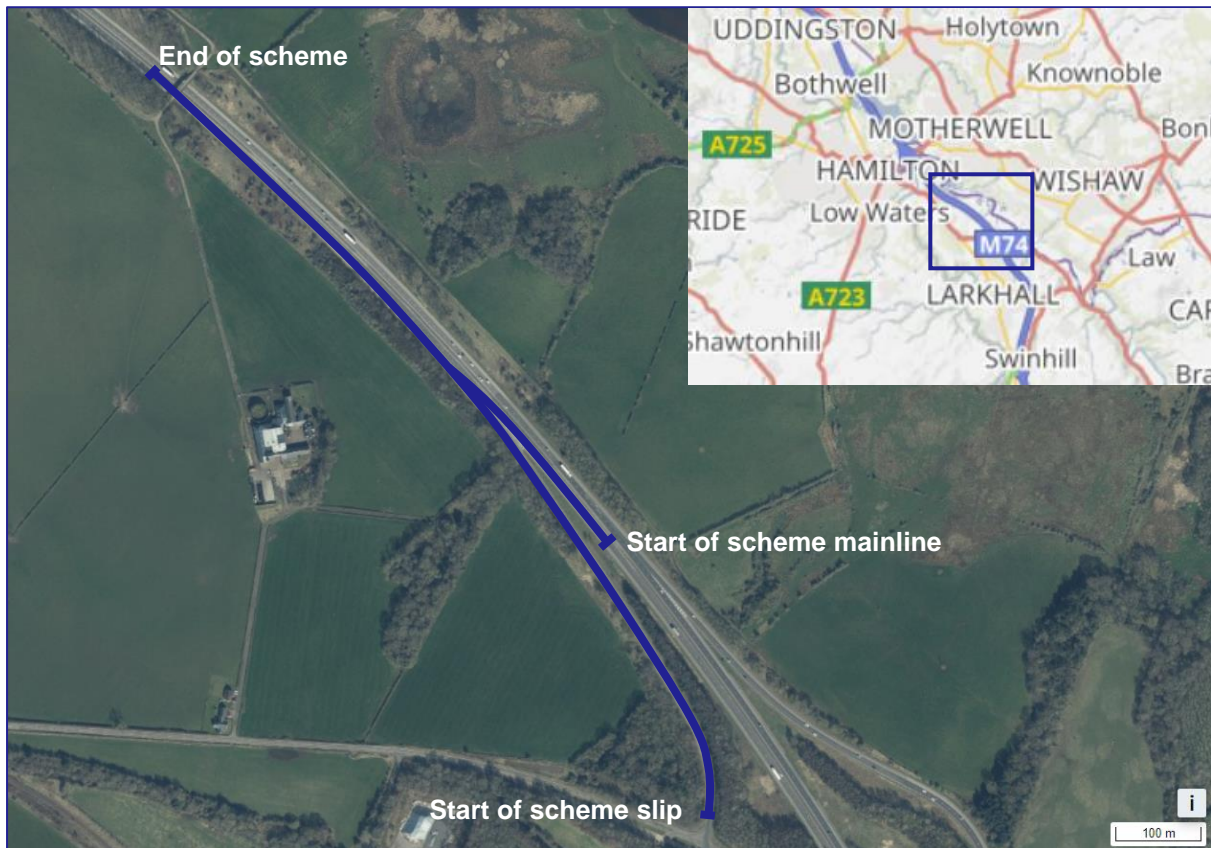 End of scheme
Start of scheme mainline
Start of scheme slip
UDDINGSTON
Holytown
Bothwell
Knownoble
A725
MOTHERWELL
Bonl
HAMILTON
WISHAW
RIDE
Low Waters
M74
Law
A723
LARKHALL
CAR
Shawtonhill
Swinhill
Bra
i
100 m